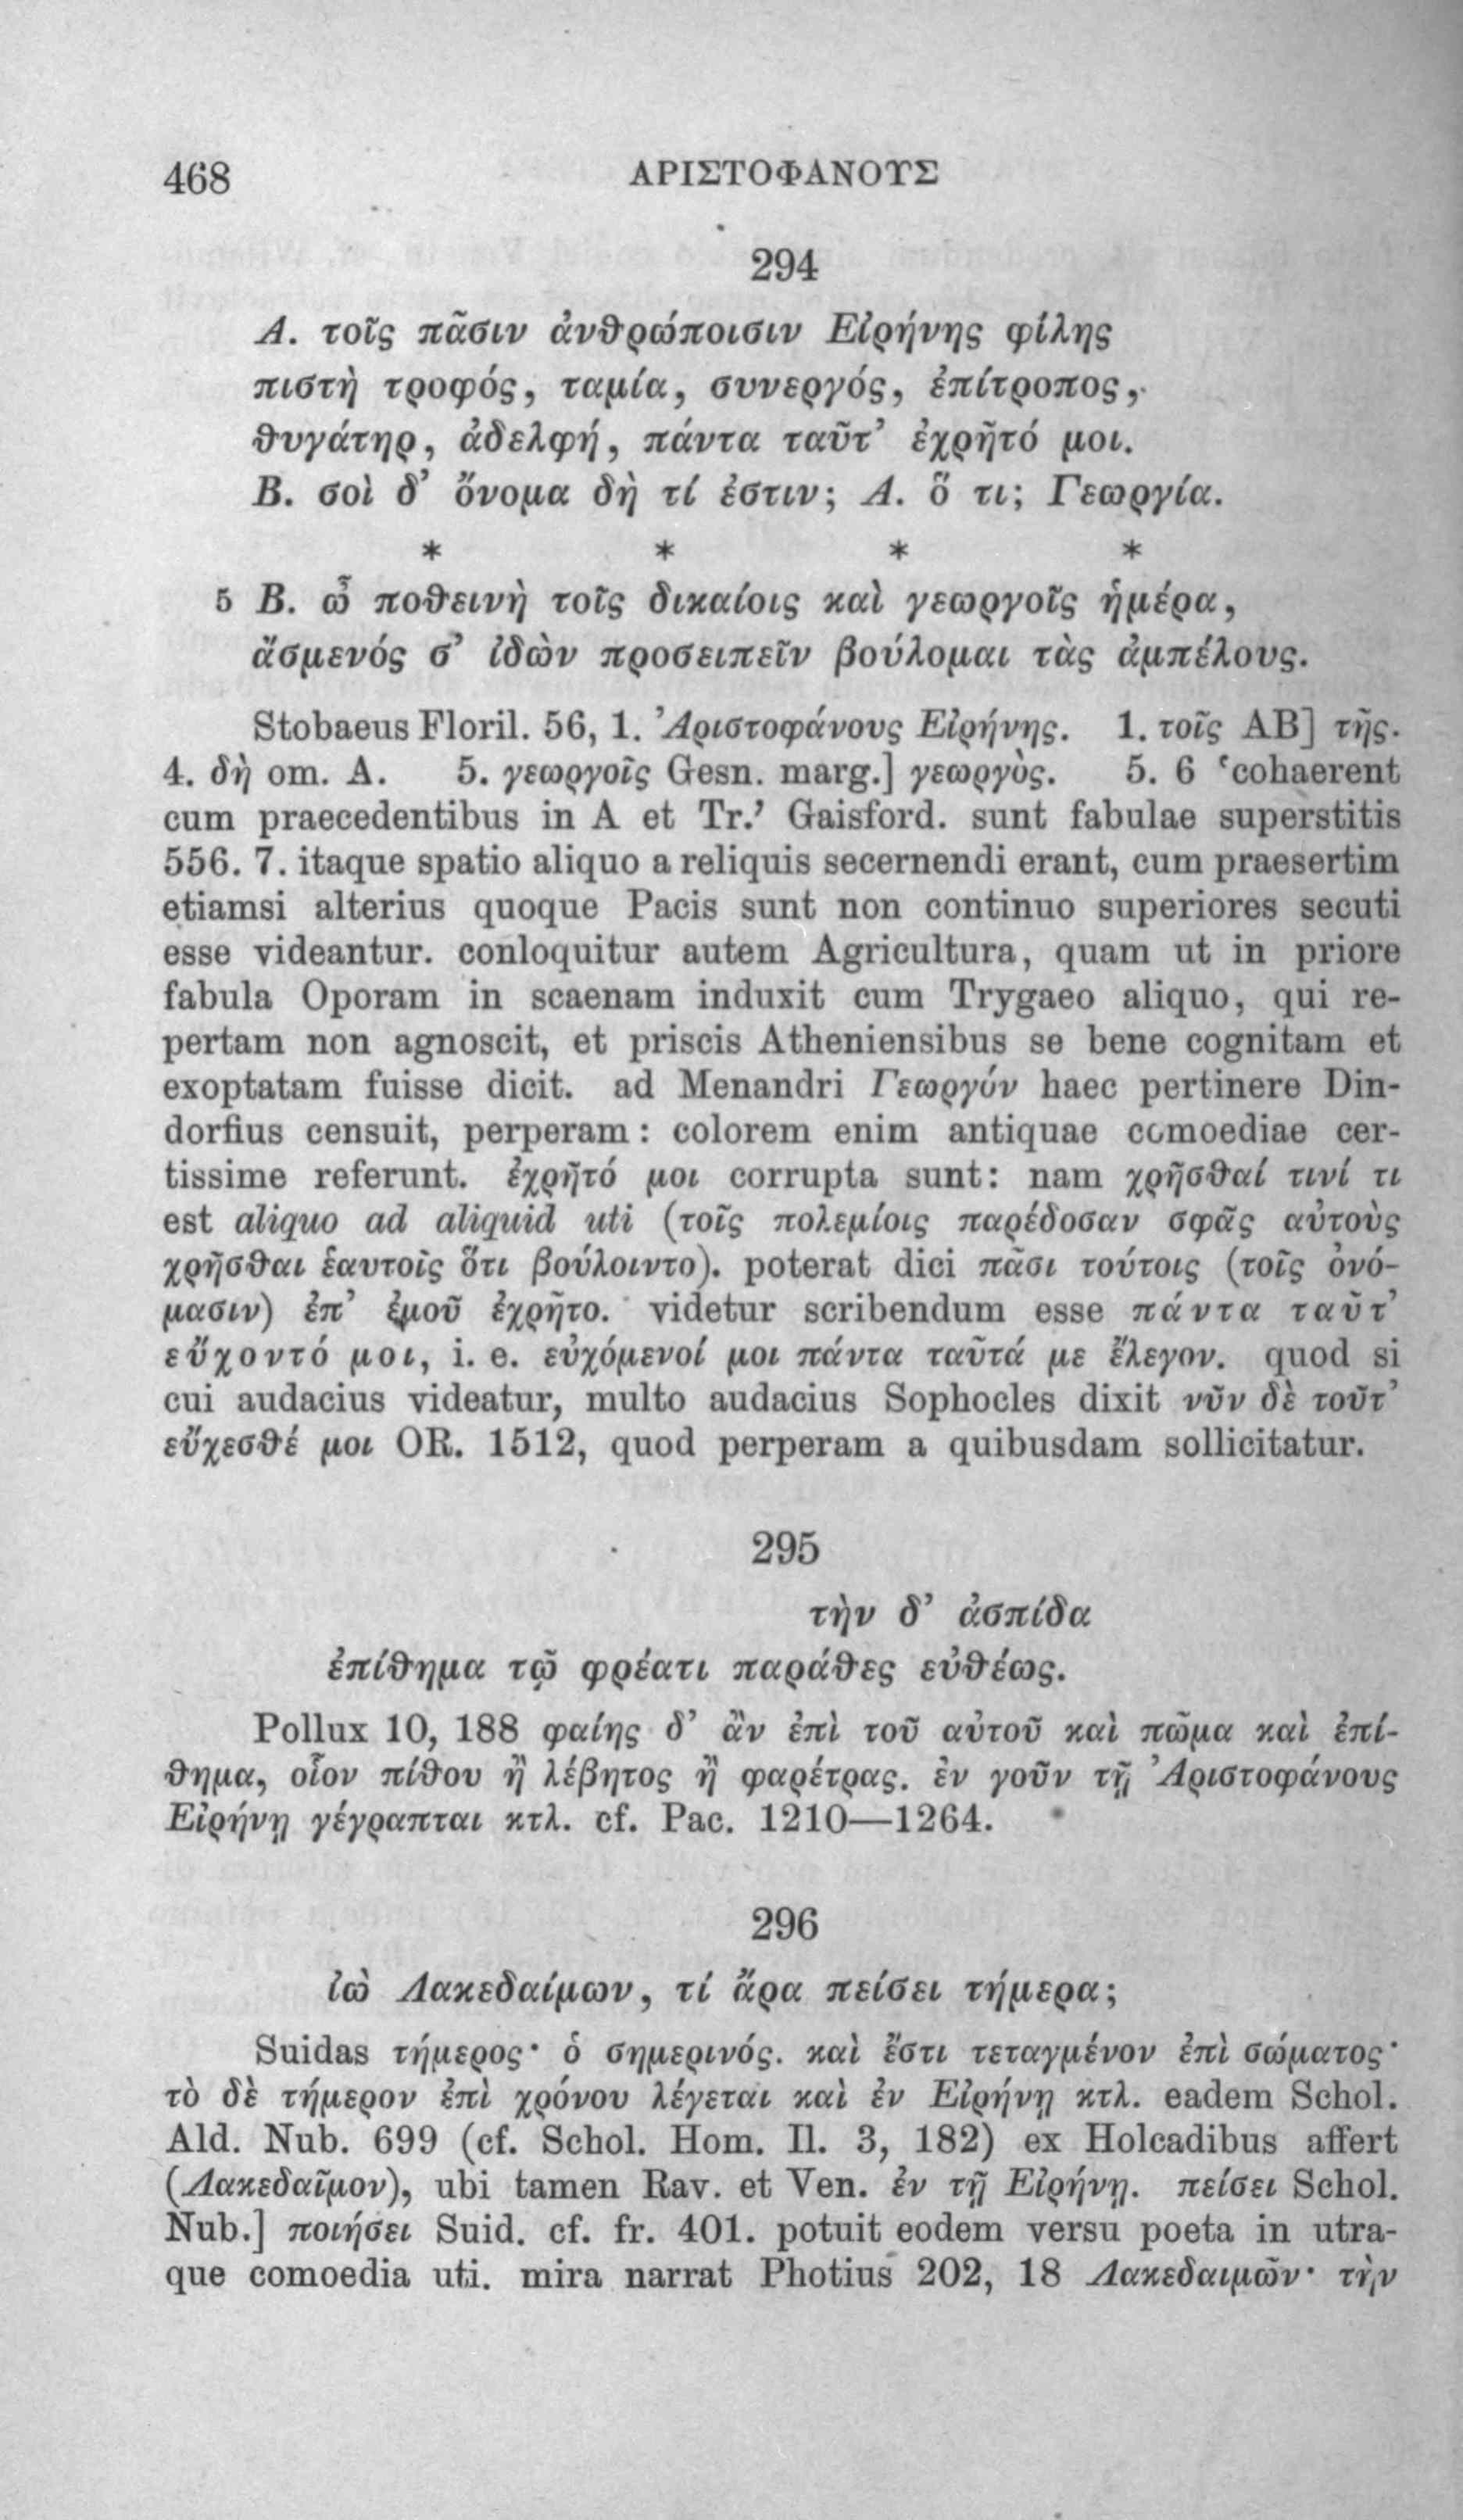 468 ΑΡΙΣΤΟΦΑΝΟΥΣ
294
Α. τοῖς πᾶσιν ἀνθρώποισιν Εἰρήνης φίλης
πιστὴ τροφός, ταμία, συνεργός, ἐπίτροπος,
θυγάτηρ, ἀδελφή, πάντα ταῦτ’ ἐχρῆτό μοι.
Β. σοὶ δ’ ὄνομα δὴ τί ἐστιν; Α. ὅ τι; Γεωργία.
* * * *
5 Β. ὦ ποθεινὴ τοῖς δικαίοις καὶ γεωργοῖς ἡμέρα,
ἄσμενός σ’ ἰδὼν προσειπεῖν βούλομαι τὰς ἀμπέλους.
Stobaeus Floril. 56, 1. Ἀριστοφάνους Εἰρήνης. 1. τοῖς AB] τῆς.
4. δὴ om. A. 5. γεωργοῖς Gesn. marg.] γεωργὸς. 5. 6 ‘cohaerent
cum praecedentibus in A et Tr.’ Gaisford. sunt fabulae superstitis
556. 7. itaque spatio aliquo a reliquis secernendi erant, cum praesertim
etiamsi alterius quoque Pacis sunt non continuo superiores secuti
esse videantur. conloquitur autem Agricultura, quam ut in priore
fabula Oporam in scaenam induxit cum Trygaeo aliquo, qui re-
pertam non agnoscit, et priscis Atheniensibus se bene cognitam et
exoptatam fuisse dicit. ad Menandri Γεωργόν haec pertinere Din-
dorfius censuit, perperam: colorem enim antiquae comoediae cer-
tissime referunt. ἐχρῆτό μοι corrupta sunt: nam χρῆσθαί τινί τι
est aliquo ad aliquid uti (τοῖς πολεμίοις παρέδοσαν σφᾶς αὐτοὺς
χρῆσθαι ἑαυτοῖς ὅτι βούλοιντο). poterat dici πᾶσι τούτοις (τοῖς ὀνό-
μασιν) ἐπ’ ἐμοῦ ἐχρῆτο. videtur scribendum esse πάντα ταῦτ’
εὔχοντό μοι, i. e. εὐχόμενοί μοι πάντα ταῦτά με ἔλεγον. quod si
cui audacius videatur, multo audacius Sophocles dixit νῦν δὲ τοῦτ’
εὔχεσθέ μοι OR. 1512, quod perperam a quibusdam sollicitatur.
295
τὴν δ’ ἀσπίδα
ἐπίθημα τῷ φρέατι παράθες εὐθέως.
Pollux 10, 188 φαίης δ’ ἂν ἐπὶ τοῦ αὐτοῦ καὶ πῶμα καὶ ἐπί-
θημα, οἷον πίθου ἢ λέβητος ἢ φαρέτρας. ἐν γοῦν τῇ Ἀριστοφάνους
Εἰρήνῃ γέγραπται κτλ. cf. Pac. 1210—1264.
296
ἰὼ Λακεδαίμων, τί ἄρα πείσει τήμερα;
Suidas τήμερος· ὁ σημερινός. καὶ ἔστι τεταγμένον ἐπὶ σώματος·
τὸ δὲ τήμερον ἐπὶ χρόνου λέγεται καὶ ἐν Εἰρήνῃ κτλ. eadem Schol.
Ald. Nub. 699 (cf. Schol. Hom. Il. 3, 182) ex Holcadibus affert
(Λακεδαῖμον), ubi tamen Rav. et Ven. ἐν τῇ Εἰρήνῃ. πείσει Schol.
Nub.] ποιήσει Suid. cf. fr. 401. potuit eodem versu poeta in utra-
que comoedia uti. mira narrat Photius 202, 18 Λακεδαιμῶν· τὴν